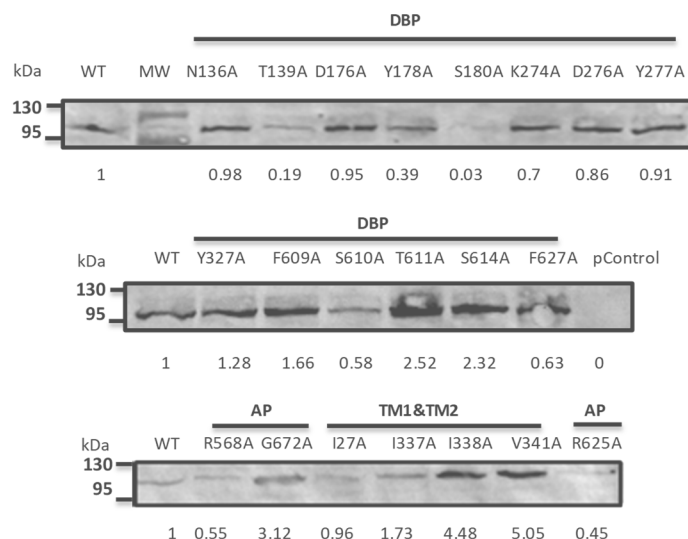 DBP
kDa WT MW N136A T139A D176A Y178A S180A K274A D276A Y277A
130
95
1 0.98 0.19 0.95 0.39 0.03 0.7 0.86 0.91
DBP
kDa WT Y327A F609A S610A T611A S614A F627A pControl
130
95
1 1.28 1.66 0.58 2.52 2.32 0.63 0
AP TM1&TM2 AP
kDa WT R568A G672A I27A I337A I338A V341A R625A
130
95
1 0.55 3.12 0.96 1.73 4.48 5.05 0.45